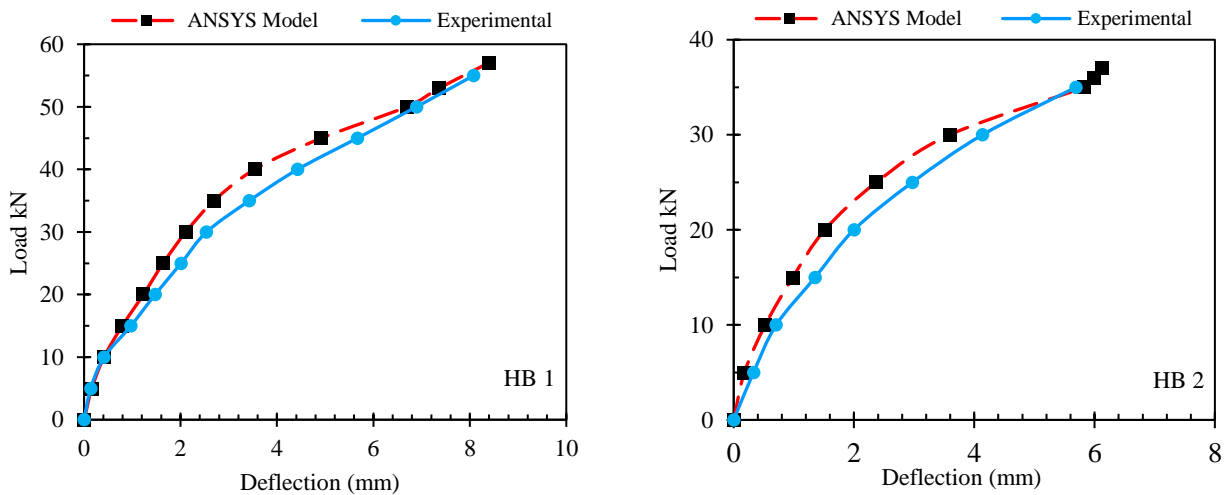 ANSYS Model Experimental
60
50
40
30
20
10
0
Load kN
HB 1
0 2 4 6 8 10
Deflection (mm)
ANSYS Model Experimental
40
30
20
10
0
Load kN
HB 2
0 2 4 6 8
Deflection (mm)